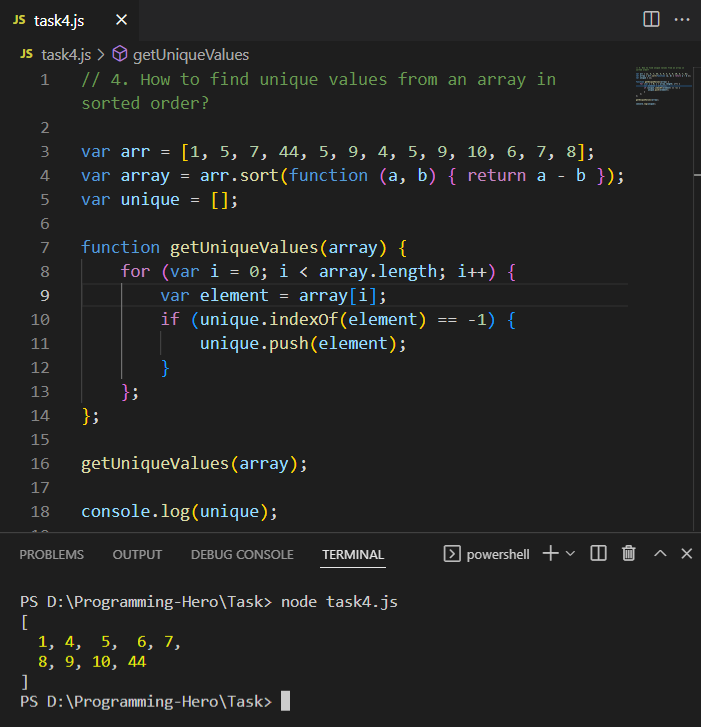 JS task4.js
JS task4.js > getUniqueValues
1 // 4. How to find unique values from an array in
sorted order?
2
3 var arr = [1, 5, 7, 44, 5, 9, 4, 5, 9, 10, 6, 7, 8];
4 var array = arr.sort(function (a, b) { return a - b });
5 var unique = [];
6
7 function getUniqueValues(array) {
8     for (var i = 0; i < array.length; i++) {
9         var element = array[i];
10         if (unique.indexOf(element) == -1) {
11             unique.push(element);
12         }
13     };
14 };
15
16 getUniqueValues(array);
17
18 console.log(unique);
PROBLEMS OUTPUT DEBUG CONSOLE TERMINAL powershell
PS D:\Programming-Hero\Task> node task4.js
[
  1, 4,  5,  6, 7,
  8, 9, 10, 44
]
PS D:\Programming-Hero\Task>